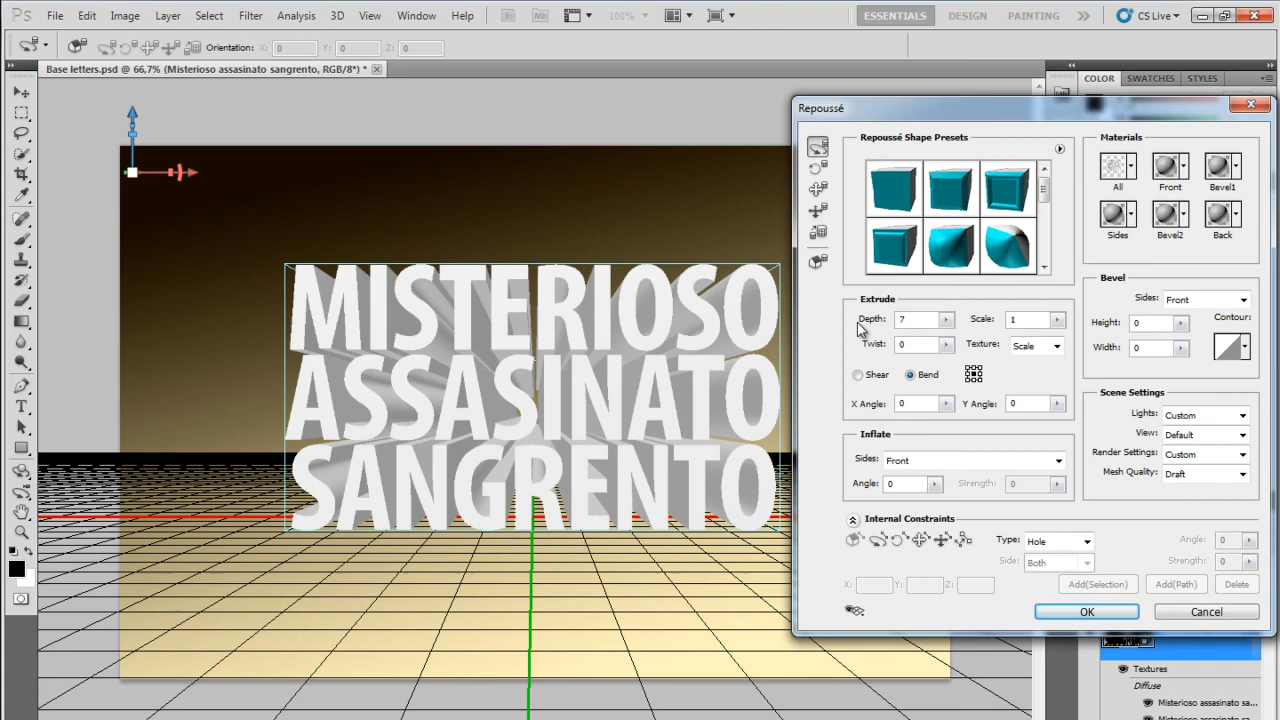 Ps File Edit Image Layer Select Filter Analysis 3D View Window Help Br Mb 100% ESSENTIALS DESIGN PAINTING CS Live
Orientation: X: 0 Y: 0 Z: 0
Base letters.psd @ 66,7% (Misterioso assasinato sangrento, RGB/8*) *
COLOR SWATCHES STYLES
MISTERIOSO
ASSASINATO
SANGRENTO
Repoussé
Repoussé Shape Presets
Extrude
Depth: 7 Scale: 1
Twist: 0 Texture: Scale
Shear Bend
X Angle: 0 Y Angle: 0
Inflate
Sides: Front
Angle: 0 Strength: 0
Materials
All Front Bevel1
Sides Bevel2 Back
Bevel
Sides: Front
Height: 0 Contour:
Width: 0
Scene Settings
Lights: Custom
View: Default
Render Settings: Custom
Mesh Quality: Draft
Internal Constraints
Type: Hole Angle: 0
Side: Both Strength: 0
X: Y: Z: Add(Selection) Add(Path) Delete
OK Cancel
Textures
Diffuse
Misterioso assasinato sa...